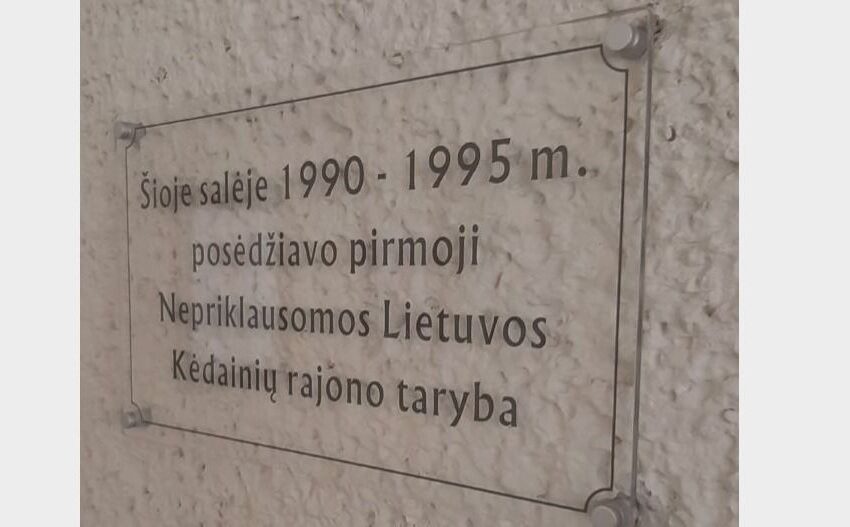 Šioje salėje 1990 - 1995 m.
posėdžiavo pirmoji
Nepriklausomos Lietuvos
Kėdainių rajono taryba